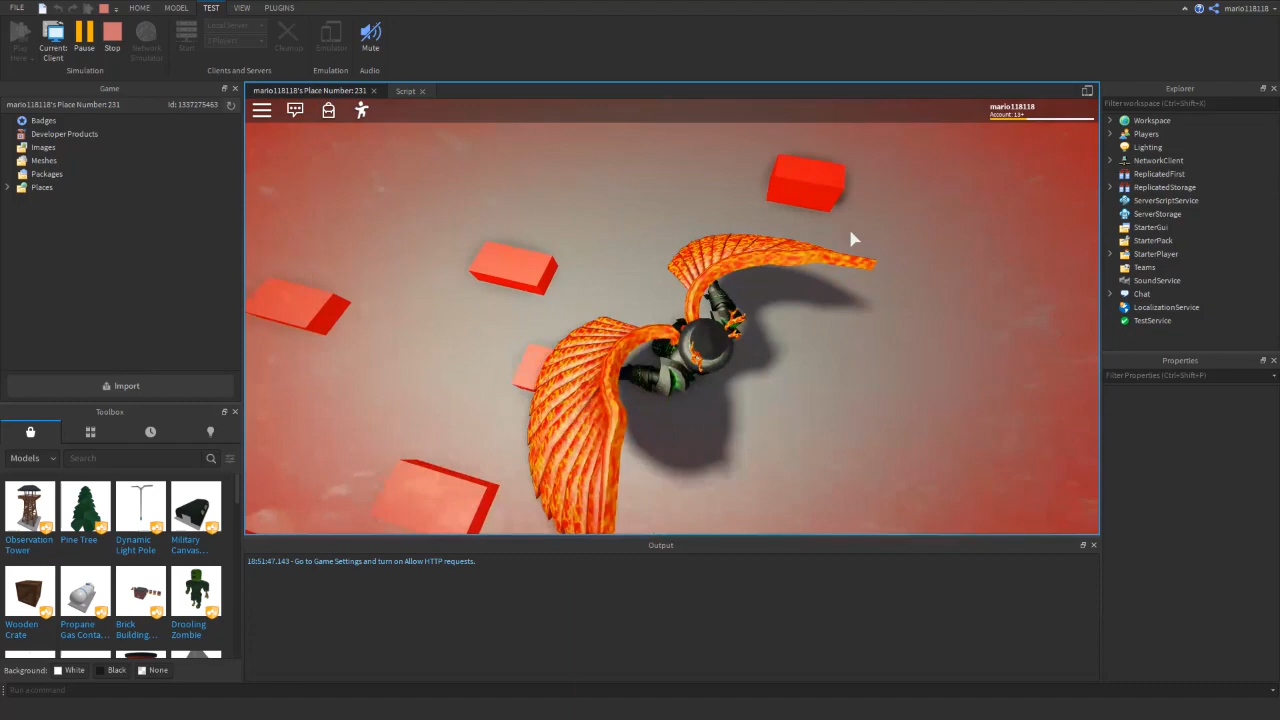 FILE
HOME
MODEL
TEST
VIEW
PLUGINS
mario118118
Play
Here
Current:
Client
Pause
Stop
Network
Simulator
Start
Local Server
2 Players
Cleanup
Emulator
Mute
Simulation
Clients and Servers
Emulation
Audio
Game
mario118118's Place Number: 231
Id: 1337275463
Badges
Developer Products
Images
Meshes
Packages
Places
Import
Toolbox
Models
Search
Observation
Tower
Pine Tree
Dynamic
Light Pole
Military
Canvas...
Wooden
Crate
Propane
Gas Conta...
Brick
Building...
Drooling
Zombie
Background:
White
Black
None
Run a command
mario118118's Place Number: 231
Script
mario118118
Account: 13+
Output
18:51:47.143 - Go to Game Settings and turn on Allow HTTP requests.
Explorer
Filter workspace (Ctrl+Shift+X)
Workspace
Players
Lighting
NetworkClient
ReplicatedFirst
ReplicatedStorage
ServerScriptService
ServerStorage
StarterGui
StarterPack
StarterPlayer
Teams
SoundService
Chat
LocalizationService
TestService
Properties
Filter Properties (Ctrl+Shift+P)